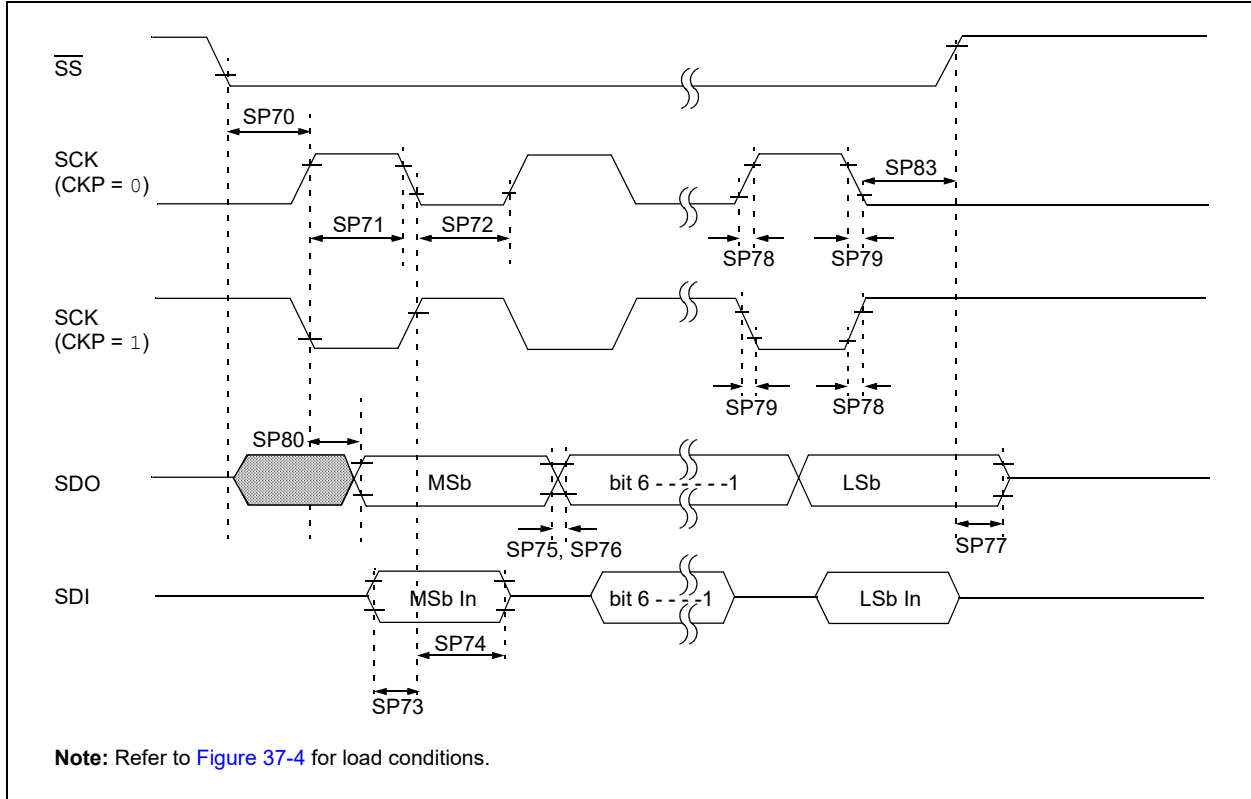 SS
SP70
SCK
(CKP = 0)
SP83
SP71
SP72
SP78
SP79
SCK
(CKP = 1)
SP79
SP78
SP80
SDO
MSb
bit 6 - - - - - -1
LSb
SP75, SP76
SP77
SDI
MSb In
bit 6 - - - -1
LSb In
SP74
SP73
Note: Refer to Figure 37-4 for load conditions.